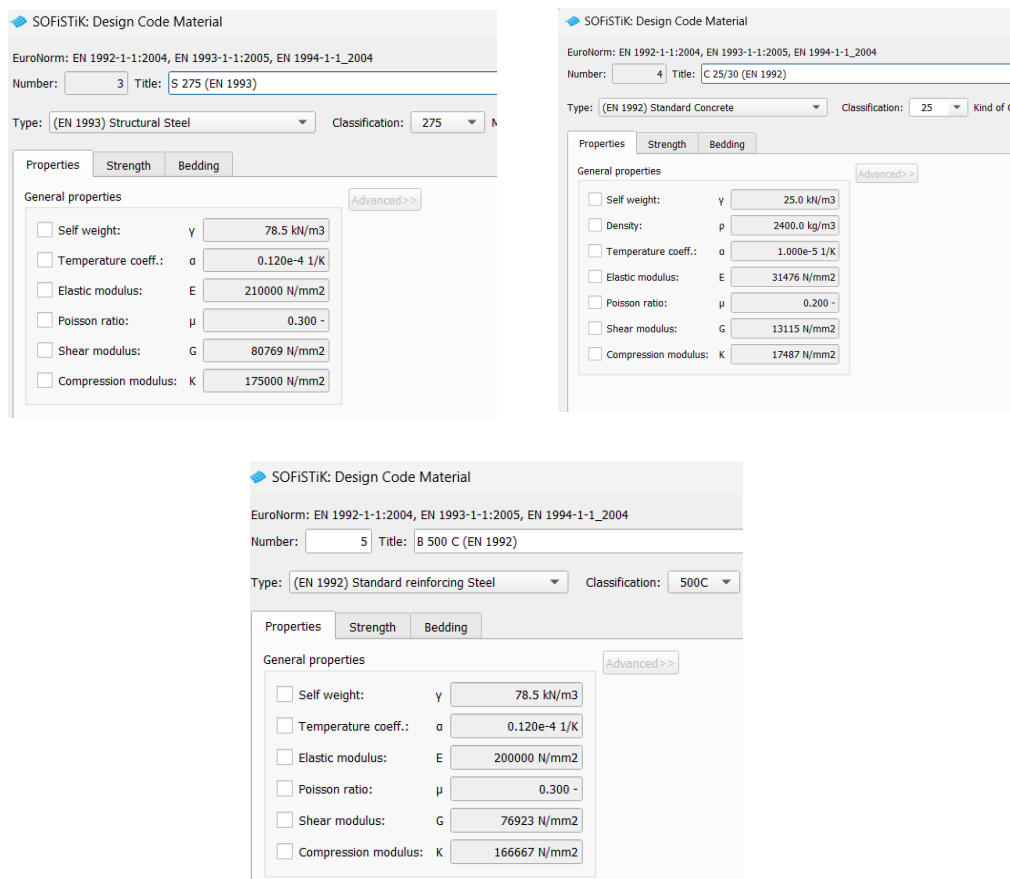 SOFiSTiK: Design Code Material
EuroNorm: EN 1992-1-1:2004, EN 1993-1-1:2005, EN 1994-1-1_2004
Number: 3 Title: S 275 (EN 1993)
Type: (EN 1993) Structural Steel Classification: 275
Properties Strength Bedding
General properties Advanced>>
Self weight: γ 78.5 kN/m3
Temperature coeff.: α 0.120e-4 1/K
Elastic modulus: E 210000 N/mm2
Poisson ratio: μ 0.300 -
Shear modulus: G 80769 N/mm2
Compression modulus: K 175000 N/mm2
SOFiSTiK: Design Code Material
EuroNorm: EN 1992-1-1:2004, EN 1993-1-1:2005, EN 1994-1-1_2004
Number: 4 Title: C 25/30 (EN 1992)
Type: (EN 1992) Standard Concrete Classification: 25 Kind of
Properties Strength Bedding
General properties Advanced>>
Self weight: γ 25.0 kN/m3
Density: ρ 2400.0 kg/m3
Temperature coeff.: α 1.000e-5 1/K
Elastic modulus: E 31476 N/mm2
Poisson ratio: μ 0.200 -
Shear modulus: G 13115 N/mm2
Compression modulus: K 17487 N/mm2
SOFiSTiK: Design Code Material
EuroNorm: EN 1992-1-1:2004, EN 1993-1-1:2005, EN 1994-1-1_2004
Number: 5 Title: B 500 C (EN 1992)
Type: (EN 1992) Standard reinforcing Steel Classification: 500C
Properties Strength Bedding
General properties Advanced>>
Self weight: γ 78.5 kN/m3
Temperature coeff.: α 0.120e-4 1/K
Elastic modulus: E 200000 N/mm2
Poisson ratio: μ 0.300 -
Shear modulus: G 76923 N/mm2
Compression modulus: K 166667 N/mm2